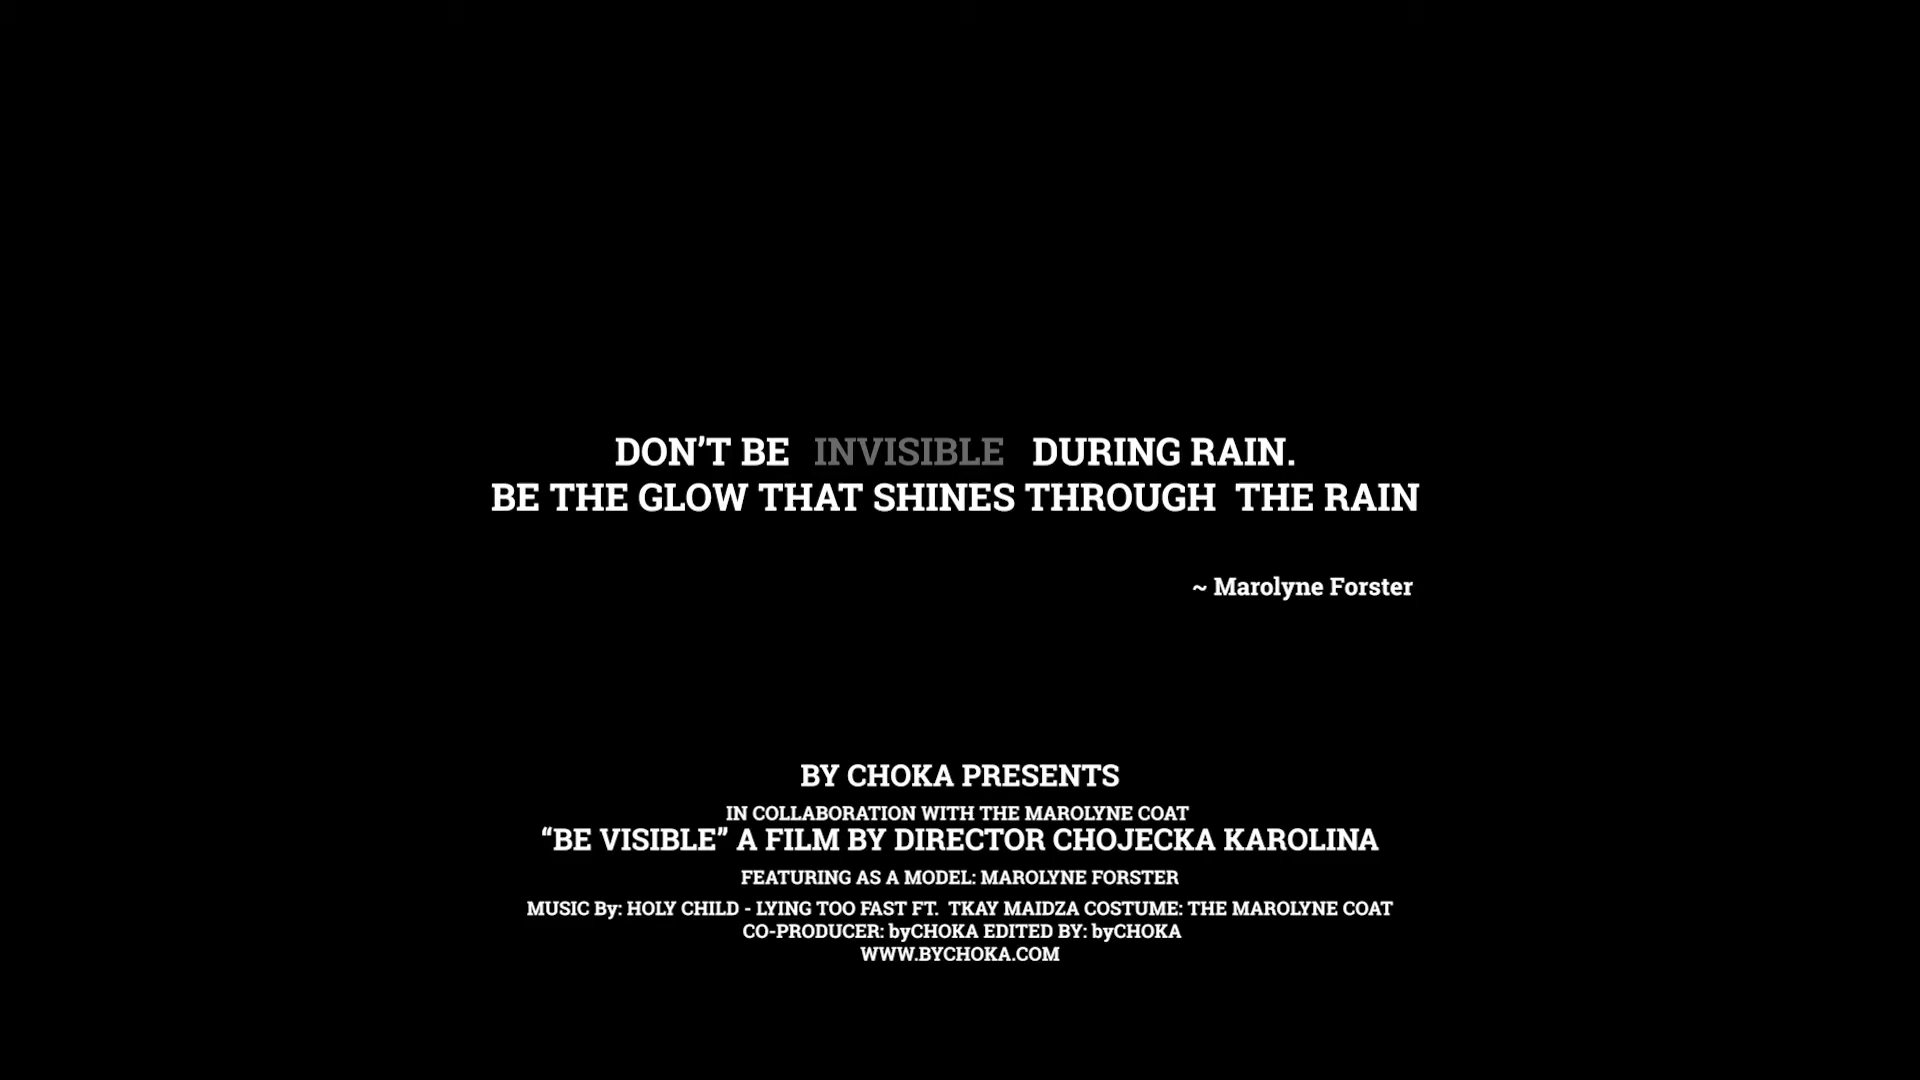 DON’T BE INVISIBLE DURING RAIN.
BE THE GLOW THAT SHINES THROUGH THE RAIN
~ Marolyne Forster
BY CHOKA PRESENTS
IN COLLABORATION WITH THE MAROLYNE COAT
“BE VISIBLE” A FILM BY DIRECTOR CHOJECKA KAROLINA
FEATURING AS A MODEL: MAROLYNE FORSTER
MUSIC By: HOLY CHILD - LYING TOO FAST FT. TKAY MAIDZA COSTUME: THE MAROLYNE COAT
CO-PRODUCER: byCHOKA EDITED BY: byCHOKA
WWW.BYCHOKA.COM